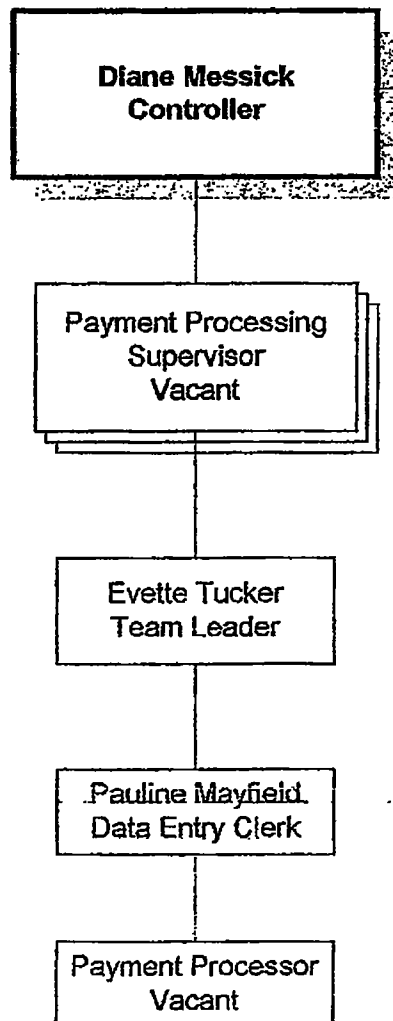 Diane Messick
Controller
Payment Processing
Supervisor
Vacant
Evette Tucker
Team Leader
Pauline Mayfield
Data Entry Clerk
Payment Processor
Vacant